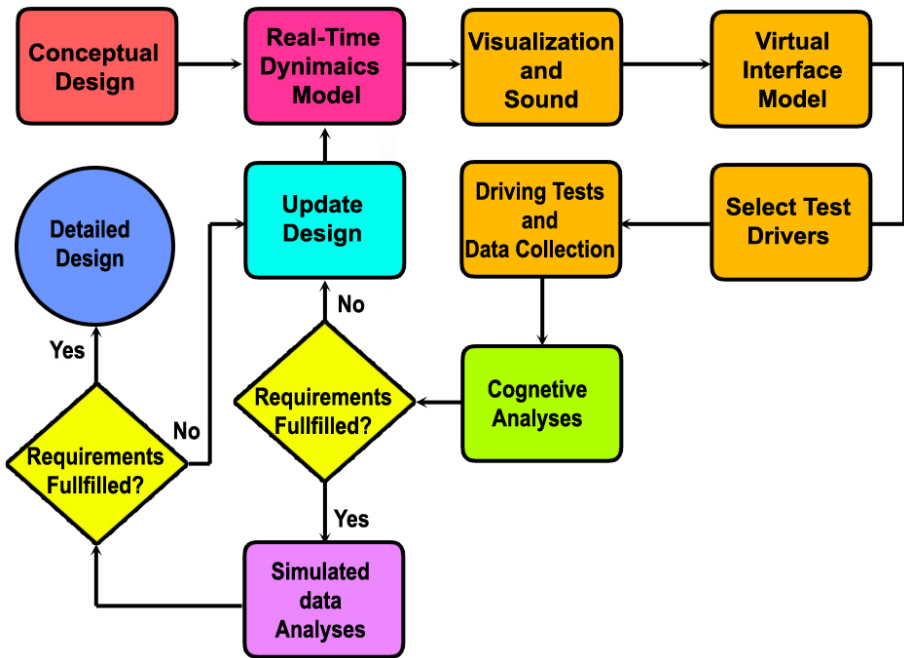 Conceptual
Design
Real-Time
Dynimaics
Model
Visualization
and
Sound
Virtual
Interface
Model
Detailed
Design
Update
Design
Driving Tests
and
Data Collection
Select Test
Drivers
No
Yes
Requirements
Fullfilled?
Cognetive
Analyses
No
Requirements
Fullfilled?
Yes
Simulated
data
Analyses